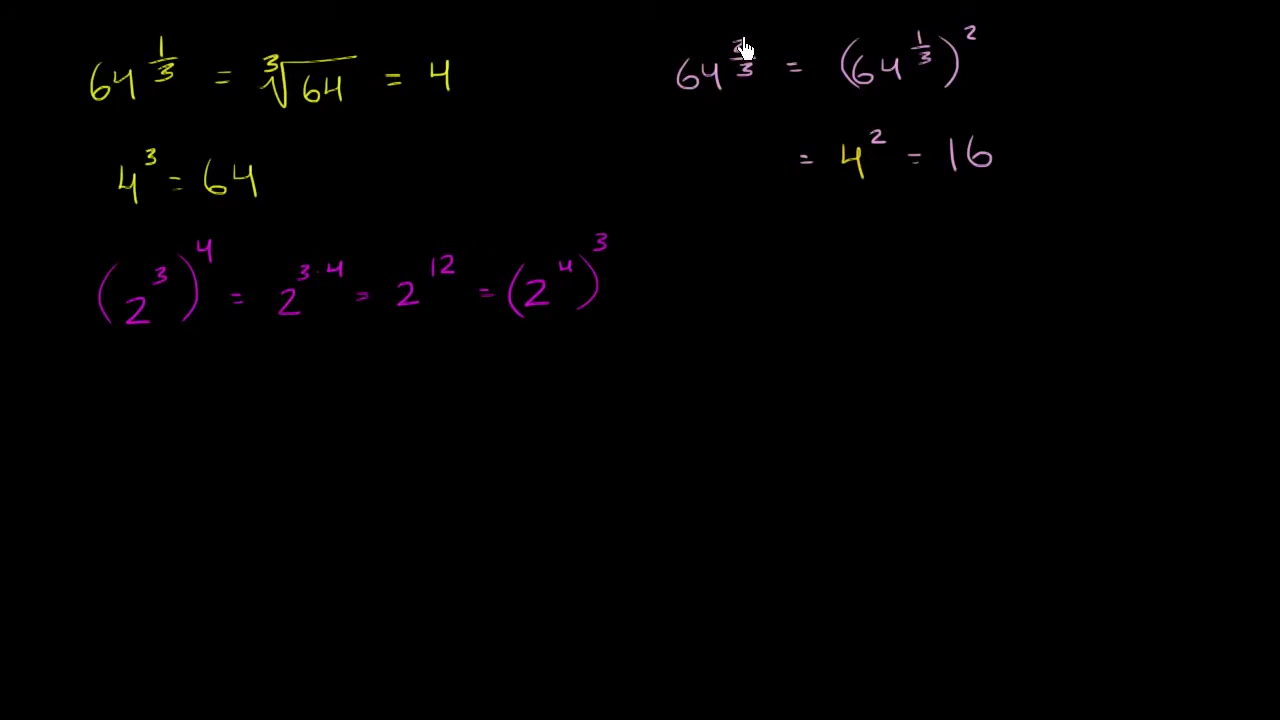 64^{1/3} = ∛64 = 4
64^{2/3} = (64^{1/3})^2
4^3 = 64
= 4^2 = 16
(2^3)^4 = 2^{3·4} = 2^{12} = (2^4)^3